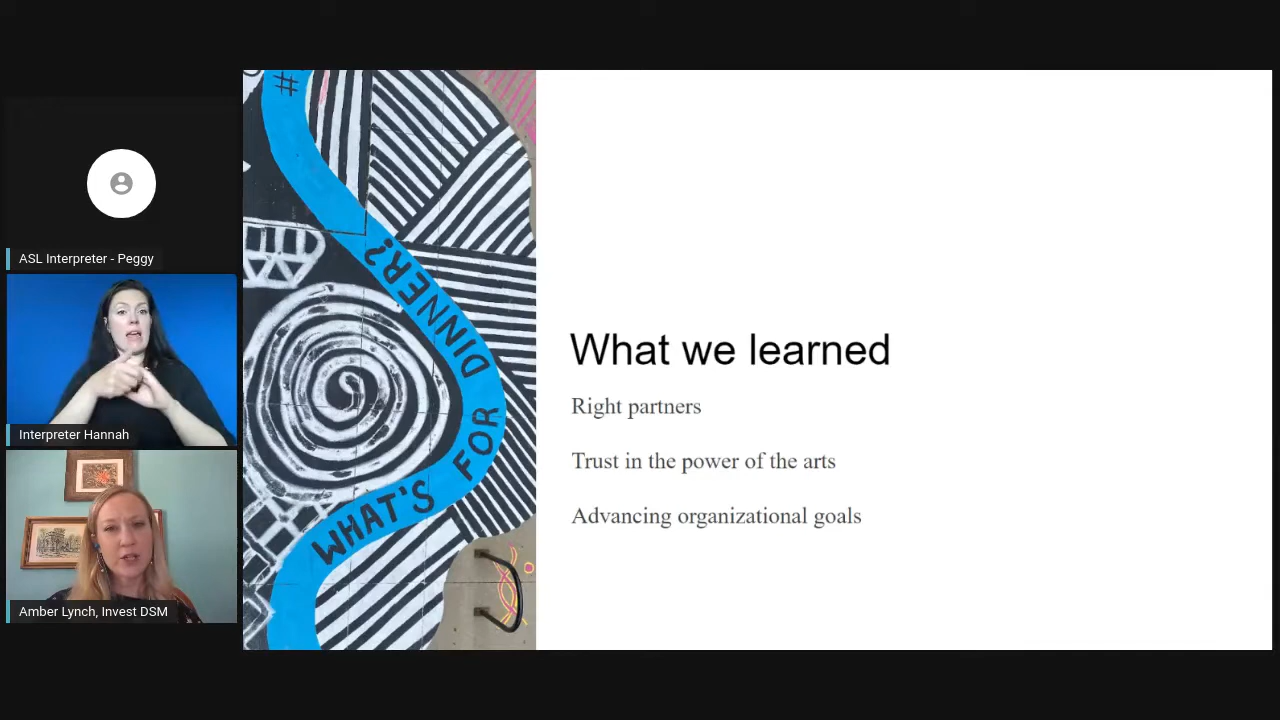 ASL Interpreter - Peggy
Interpreter Hannah
Amber Lynch, Invest DSM
#
WHAT'S FOR DINNER?
What we learned
Right partners
Trust in the power of the arts
Advancing organizational goals